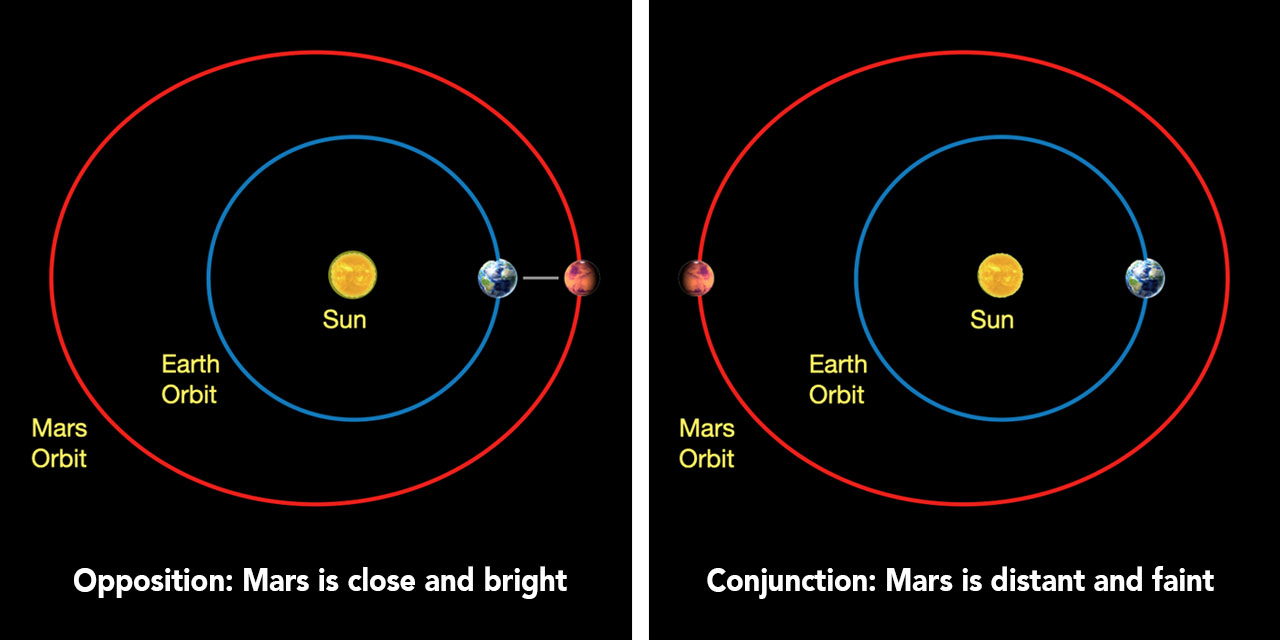 Sun
Earth
Orbit
Mars
Orbit
Opposition: Mars is close and bright
Sun
Earth
Orbit
Mars
Orbit
Conjunction: Mars is distant and faint